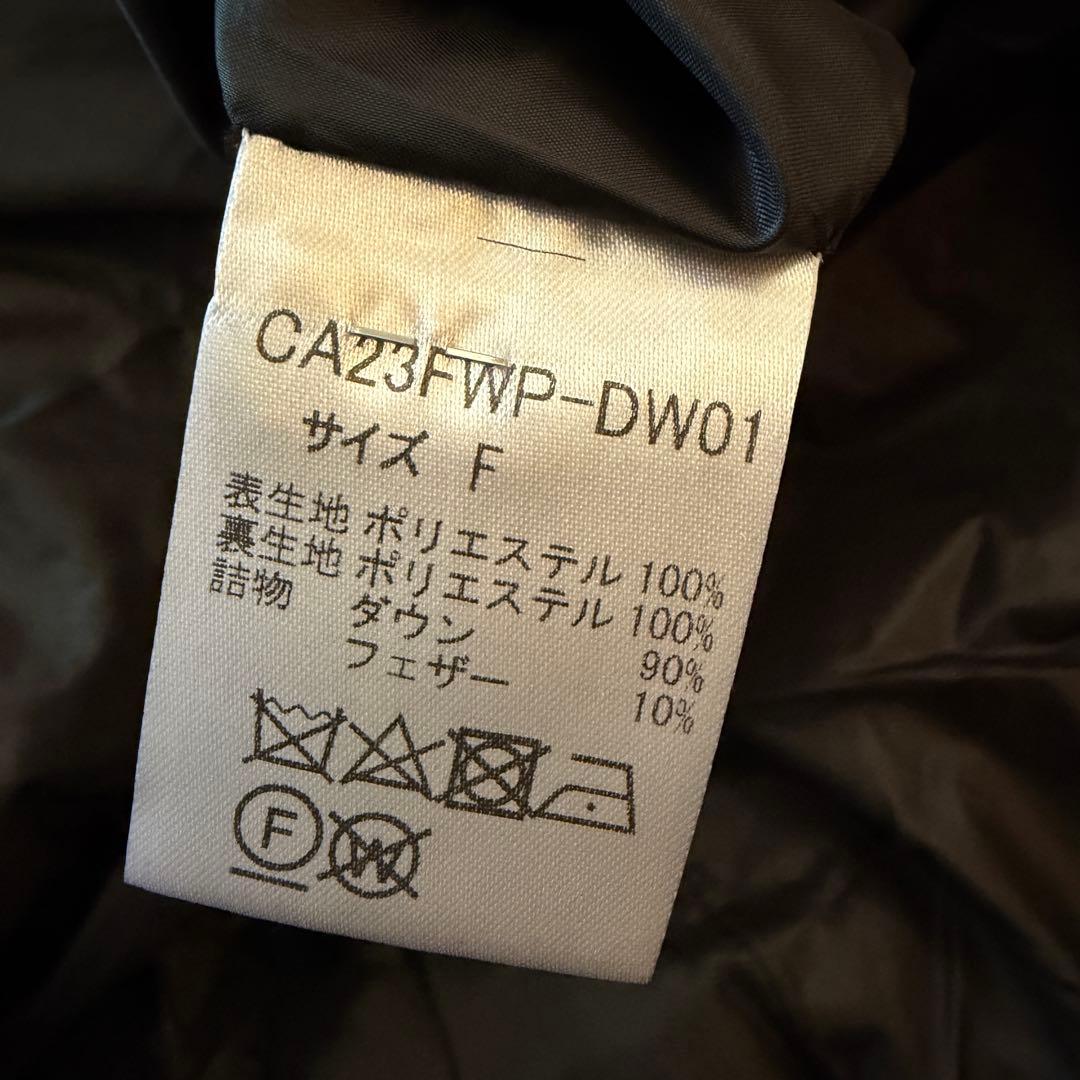 CA23FWP-DW01
サイズ F
表生地 ポリエステル 100%
裏生地 ポリエステル 100%
詰物 ダウン 90%
フェザー 10%
F W